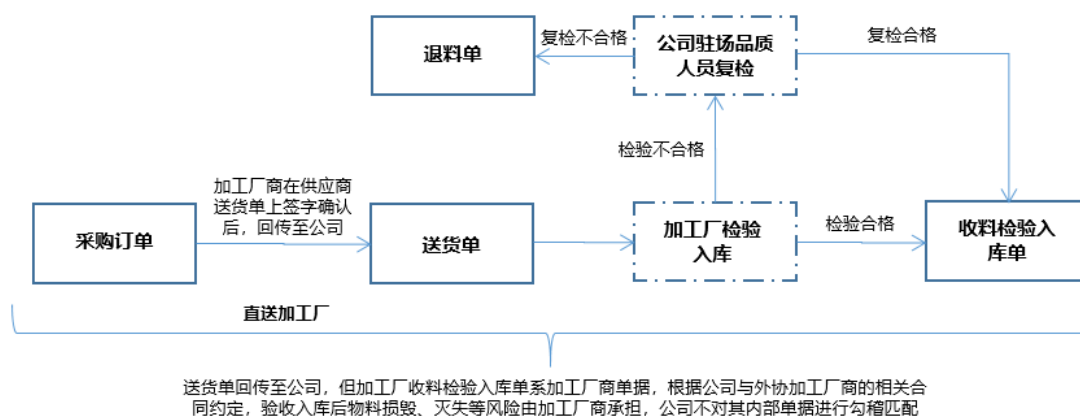 复检不合格
复检合格
退料单
公司驻场品质
人员复检
检验不合格
加工厂商在供应商
送货单上签字确认
后，回传至公司
采购订单
送货单
加工厂检验
入库
检验合格
收料检验入
库单
直送加工厂
送货单回传至公司，但加工厂收料检验入库单系加工厂商单据，根据公司与外协加工厂商的相关合
同约定，验收入库后物料损毁、灭失等风险由加工厂商承担，公司不对其内部单据进行勾稽匹配